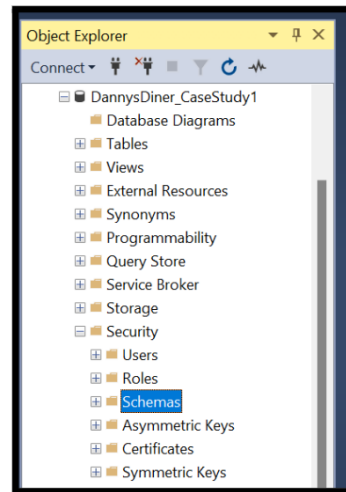 Object Explorer
Connect
DannysDiner_CaseStudy1
Database Diagrams
Tables
Views
External Resources
Synonyms
Programmability
Query Store
Service Broker
Storage
Security
Users
Roles
Schemas
Asymmetric Keys
Certificates
Symmetric Keys